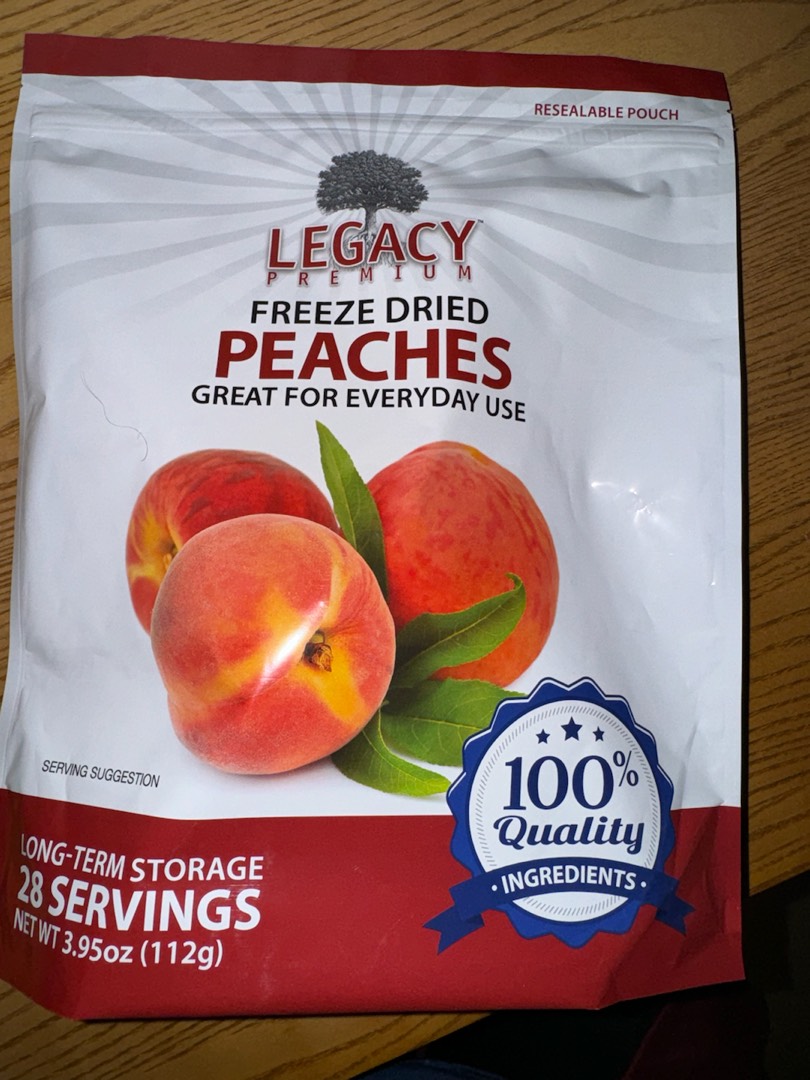 RESEALABLE POUCH
LEGACY™
PREMIUM
FREEZE DRIED
PEACHES
GREAT FOR EVERYDAY USE
SERVING SUGGESTION
100%
Quality
· INGREDIENTS ·
LONG-TERM STORAGE
28 SERVINGS
NET WT 3.95oz (112g)